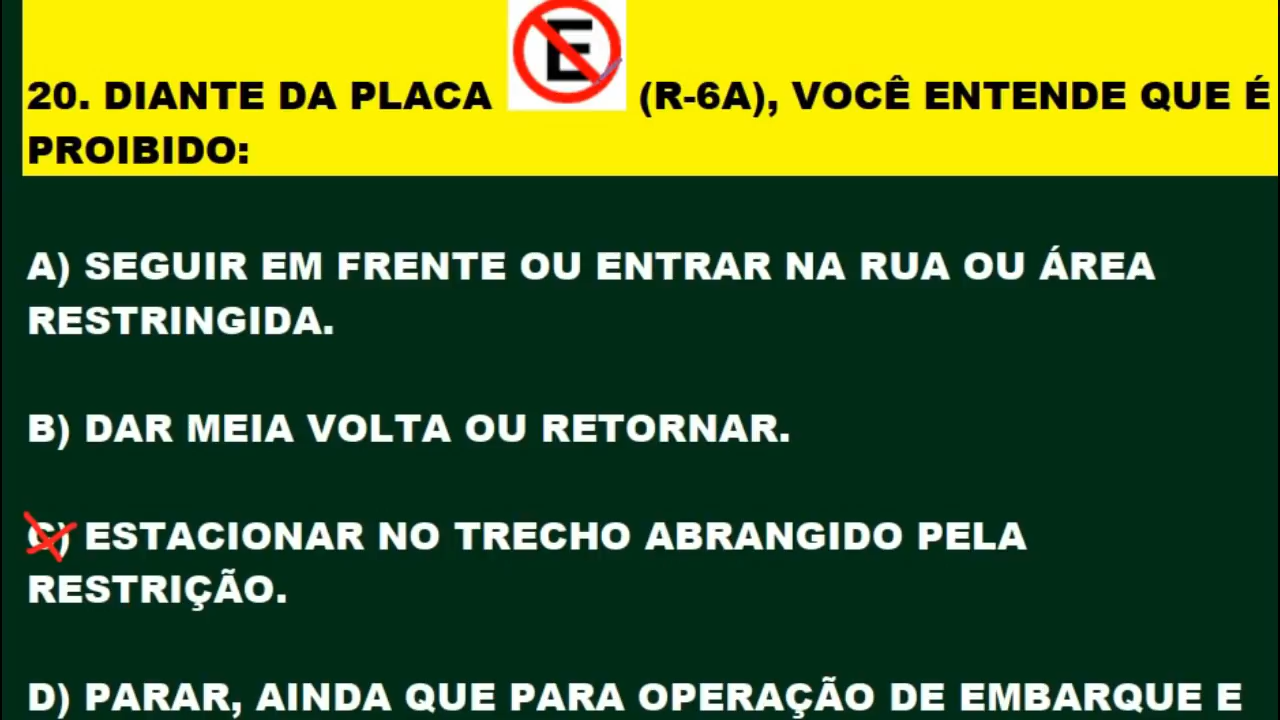 E
20. DIANTE DA PLACA (R-6A), VOCÊ ENTENDE QUE É
PROIBIDO:
A) SEGUIR EM FRENTE OU ENTRAR NA RUA OU ÁREA
RESTRINGIDA.
B) DAR MEIA VOLTA OU RETORNAR.
C) ESTACIONAR NO TRECHO ABRANGIDO PELA
RESTRIÇÃO.
D) PARAR, AINDA QUE PARA OPERAÇÃO DE EMBARQUE E